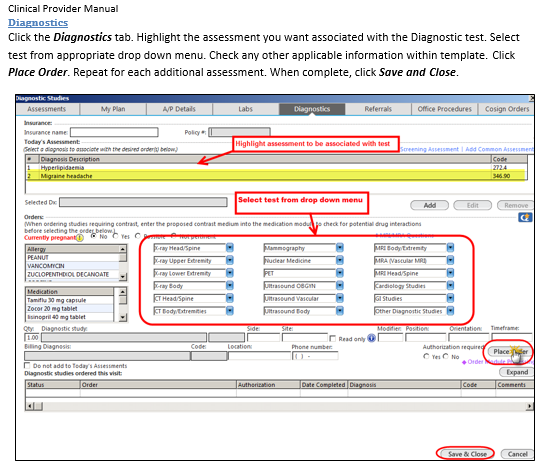 Clinical Provider Manual
Diagnostics
Click the Diagnostics tab. Highlight the assessment you want associated with the Diagnostic test. Select
test from appropriate drop down menu. Check any other applicable information within template. Click
Place Order. Repeat for each additional assessment. When complete, click Save and Close.
Diagnostic Studies
Assessments My Plan A/P Details Labs Diagnostics Referrals Office Procedures Cosign Orders
Insurance:
Insurance name: Policy #:
Today's Assessment:
Highlight assessment to be associated with test
(Select a diagnosis to associate with the desired order(s) below.) Screening Assessment | Add Common Assessment
# Diagnosis Description Code
1 Hyperlipidaemia 272.4
2 Migraine headache 346.90
Selected Dx: Select test from drop down menu Add Edit Remove
Orders:
(When ordering studies requiring contrast, enter the proposed contrast medium into the medication module to check for potential drug interactions
before selecting the order below.)
Currently pregnant No Yes
Allergy
PEANUT
VANCOMYCIN
ZUCLOPENTHIXOL DECANOATE
Medication
Tamiflu 30 mg capsule
Zocor 20 mg tablet
lisinopril 40 mg tablet
X-ray Head/Spine Mammography MRI Body/Extremity
X-ray Upper Extremity Nuclear Medicine MRA (Vascular MRI)
X-ray Lower Extremity PET MRI Head/Spine
X-ray Body Ultrasound OBGYN Cardiology Studies
CT Head/Spine Ultrasound Vascular GI Studies
CT Body/Extremities Ultrasound Body Other Diagnostic Studies
Qty: Diagnostic study: Side: Site: Modifier: Position: Orientation: Timeframe:
1.00 Read only
Billing Diagnosis: Code: Location: Phone number: Authorization required
( ) - Yes No Place Order
Do not add to Today's Assessments
Diagnostic studies ordered this visit: Expand
Status Order Authorization Date Completed Diagnosis Code Comments
Save & Close Cancel